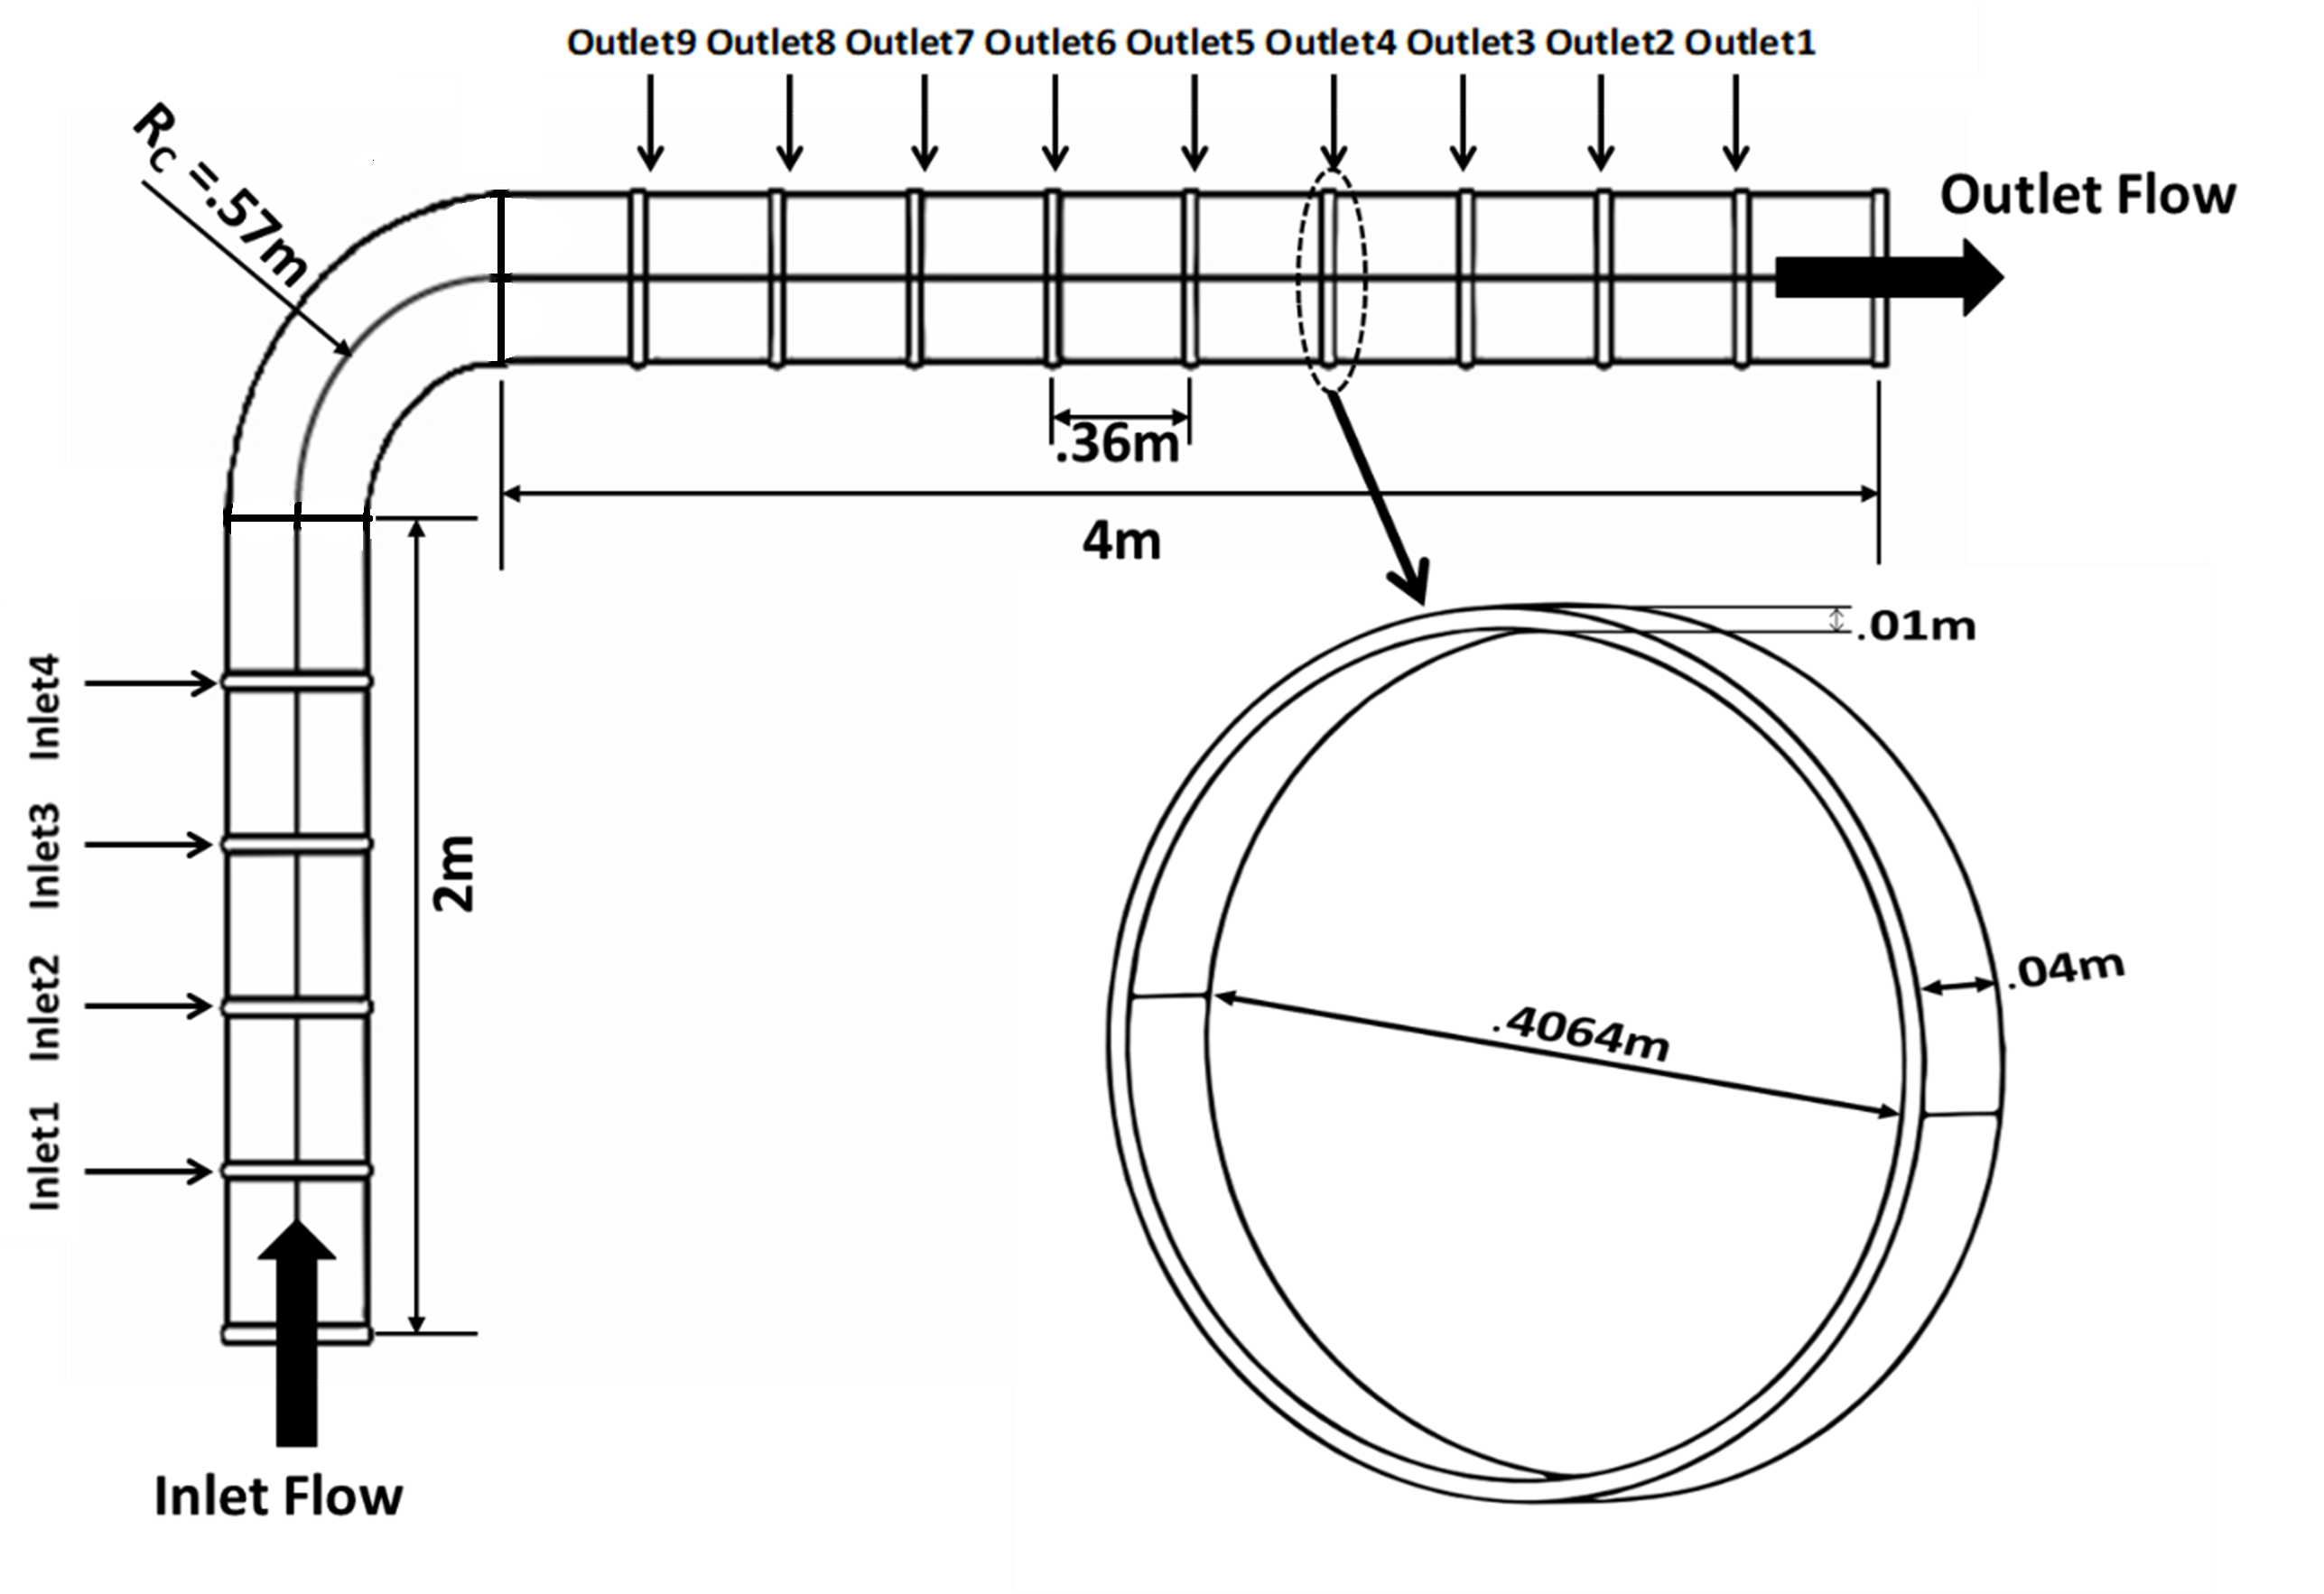 Outlet9 Outlet8 Outlet7 Outlet6 Outlet5 Outlet4 Outlet3 Outlet2 Outlet1
Rc =.57m
Outlet Flow
.36m
4m
.01m
Inlet4
Inlet3
Inlet2
Inlet1
2m
.04m
.4064m
Inlet Flow